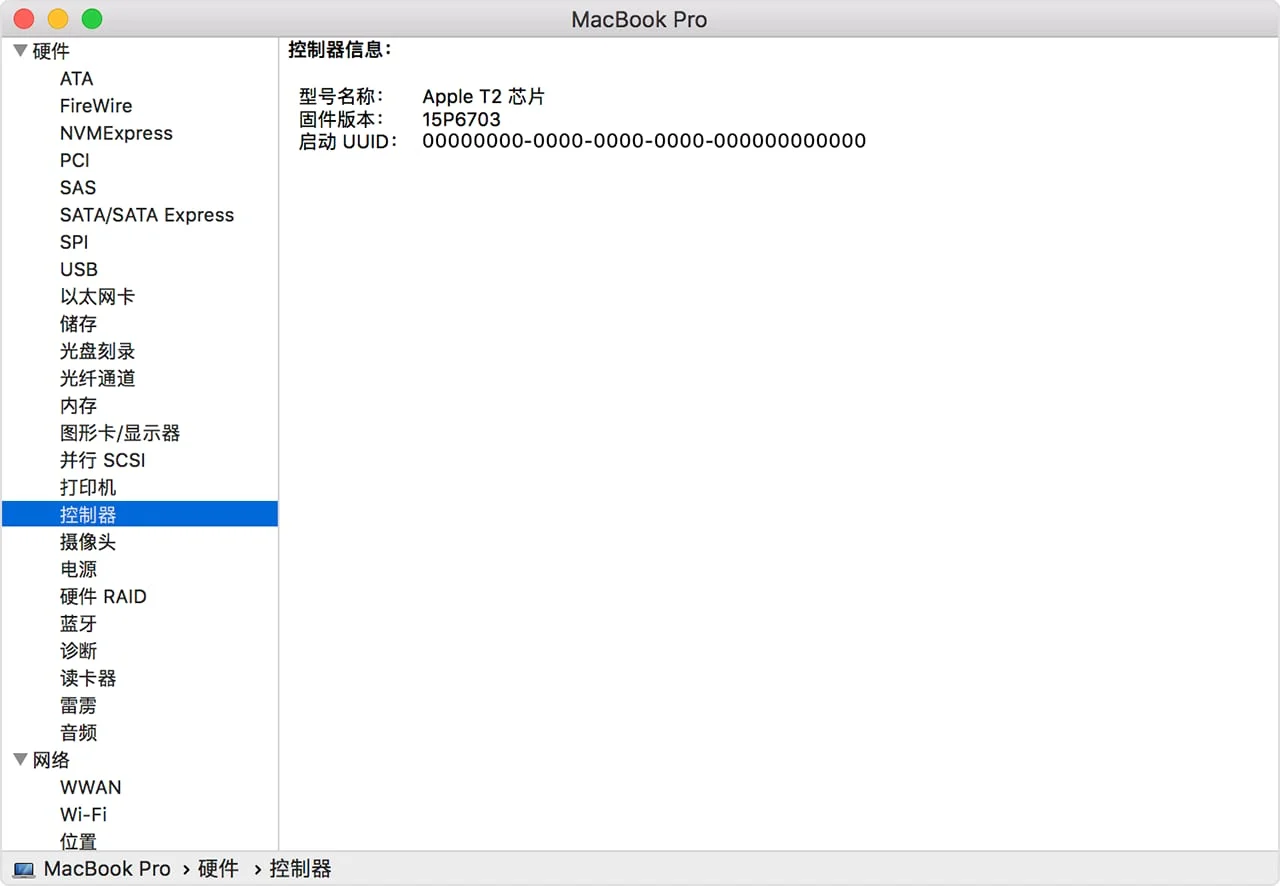 MacBook Pro
硬件
ATA
FireWire
NVMExpress
PCI
SAS
SATA/SATA Express
SPI
USB
以太网卡
储存
光盘刻录
光纤通道
内存
图形卡/显示器
并行 SCSI
打印机
控制器
摄像头
电源
硬件 RAID
蓝牙
诊断
读卡器
雷雳
音频
网络
WWAN
Wi-Fi
位置
控制器信息：
型号名称： Apple T2 芯片
固件版本： 15P6703
启动 UUID： 00000000-0000-0000-0000-000000000000
MacBook Pro › 硬件 › 控制器